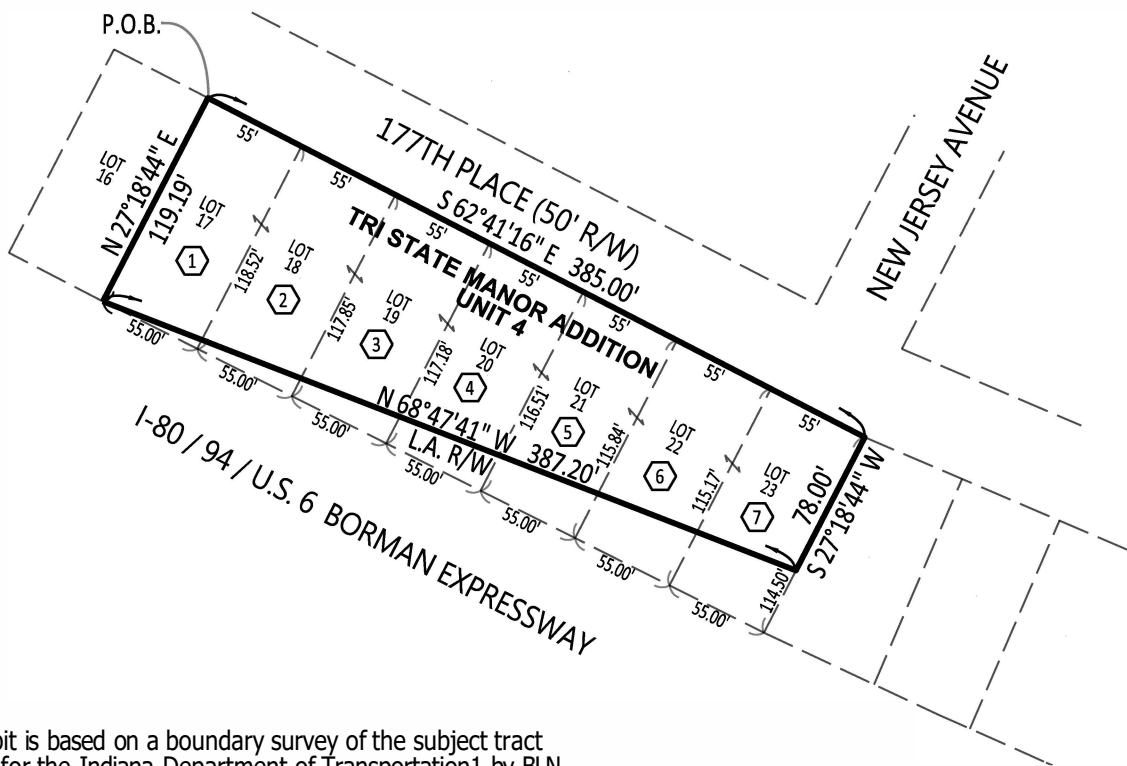 P.O.B.
177TH PLACE (50' R/W)
S 62°41'16" E 385.00'
NEW JERSEY AVENUE
TRI STATE MANOR ADDITION
UNIT 4
55'
55'
55'
55'
55'
55'
55'
LOT
16
N 27°18'44" E
119.19'
LOT
17
1
118.52'
LOT
18
2
117.85'
LOT
19
3
117.18'
LOT
20
4
116.51'
LOT
21
5
115.84'
LOT
22
6
115.17'
LOT
23
7
78.00'
S 27°18'44" W
114.50'
N 68°47'41" W 387.20'
L.A. R/W
55.00'
55.00'
55.00'
55.00'
55.00'
55.00'
55.00'
I-80 / 94 / U.S. 6 BORMAN EXPRESSWAY
bit is based on a boundary survey of the subject tract
for the Indiana Department of Transportation1 by BLN